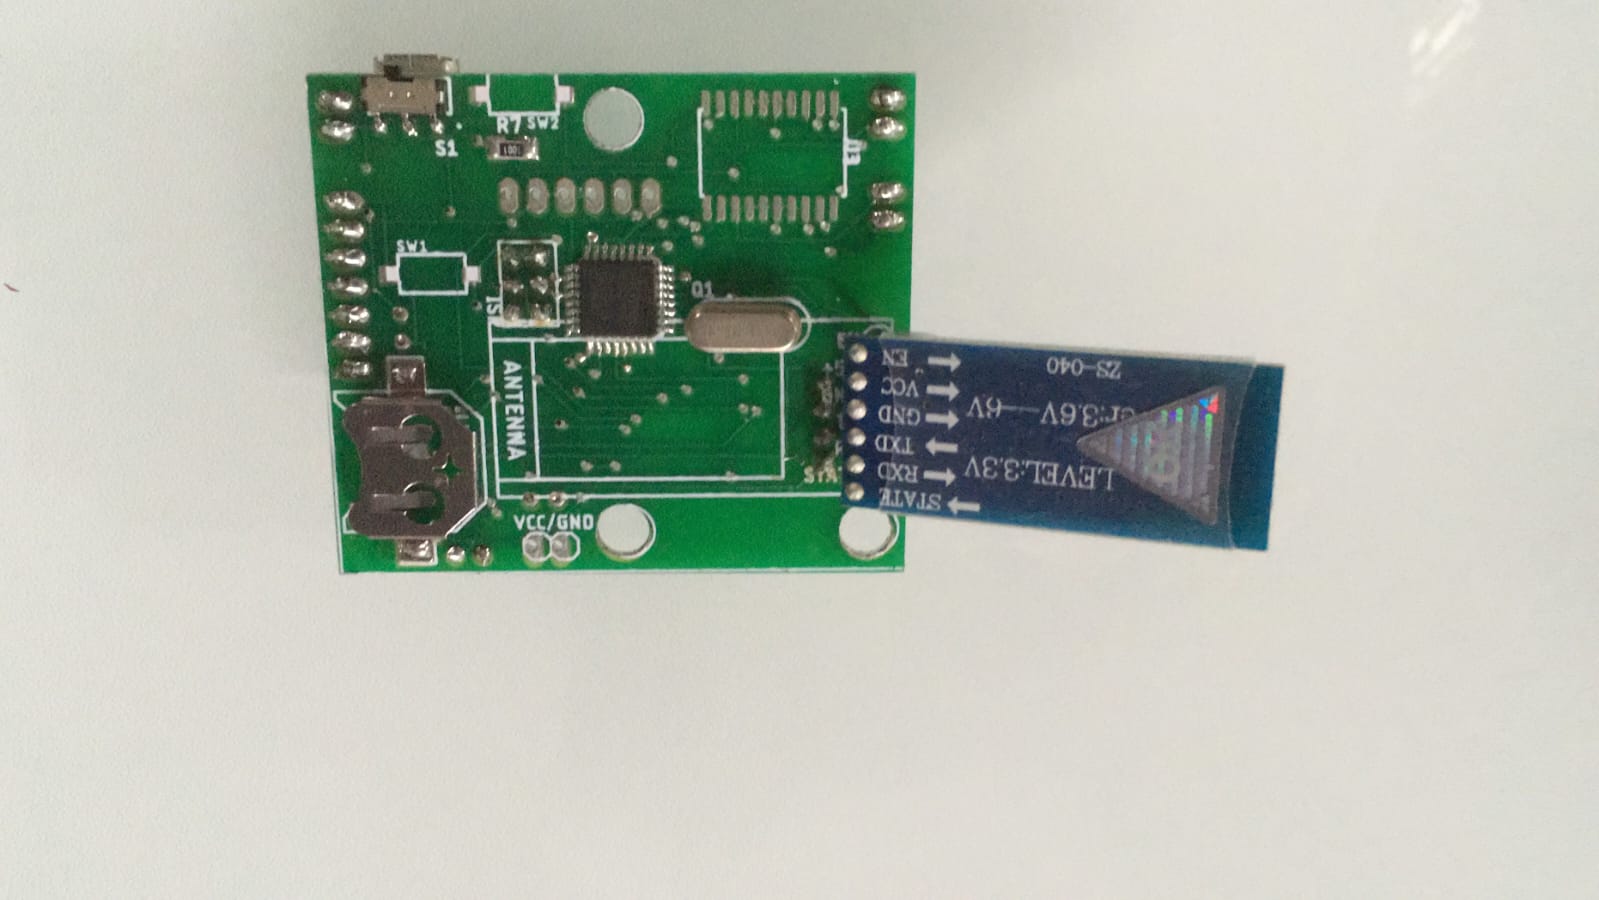 R7
SW2
S1
1001
SW1
Q1
ANTENNA
VCC/GND
ZS-040
3.6V—6V
LEVEL:3.3V
EN
VCC
GND
TXD
RXD
STATE